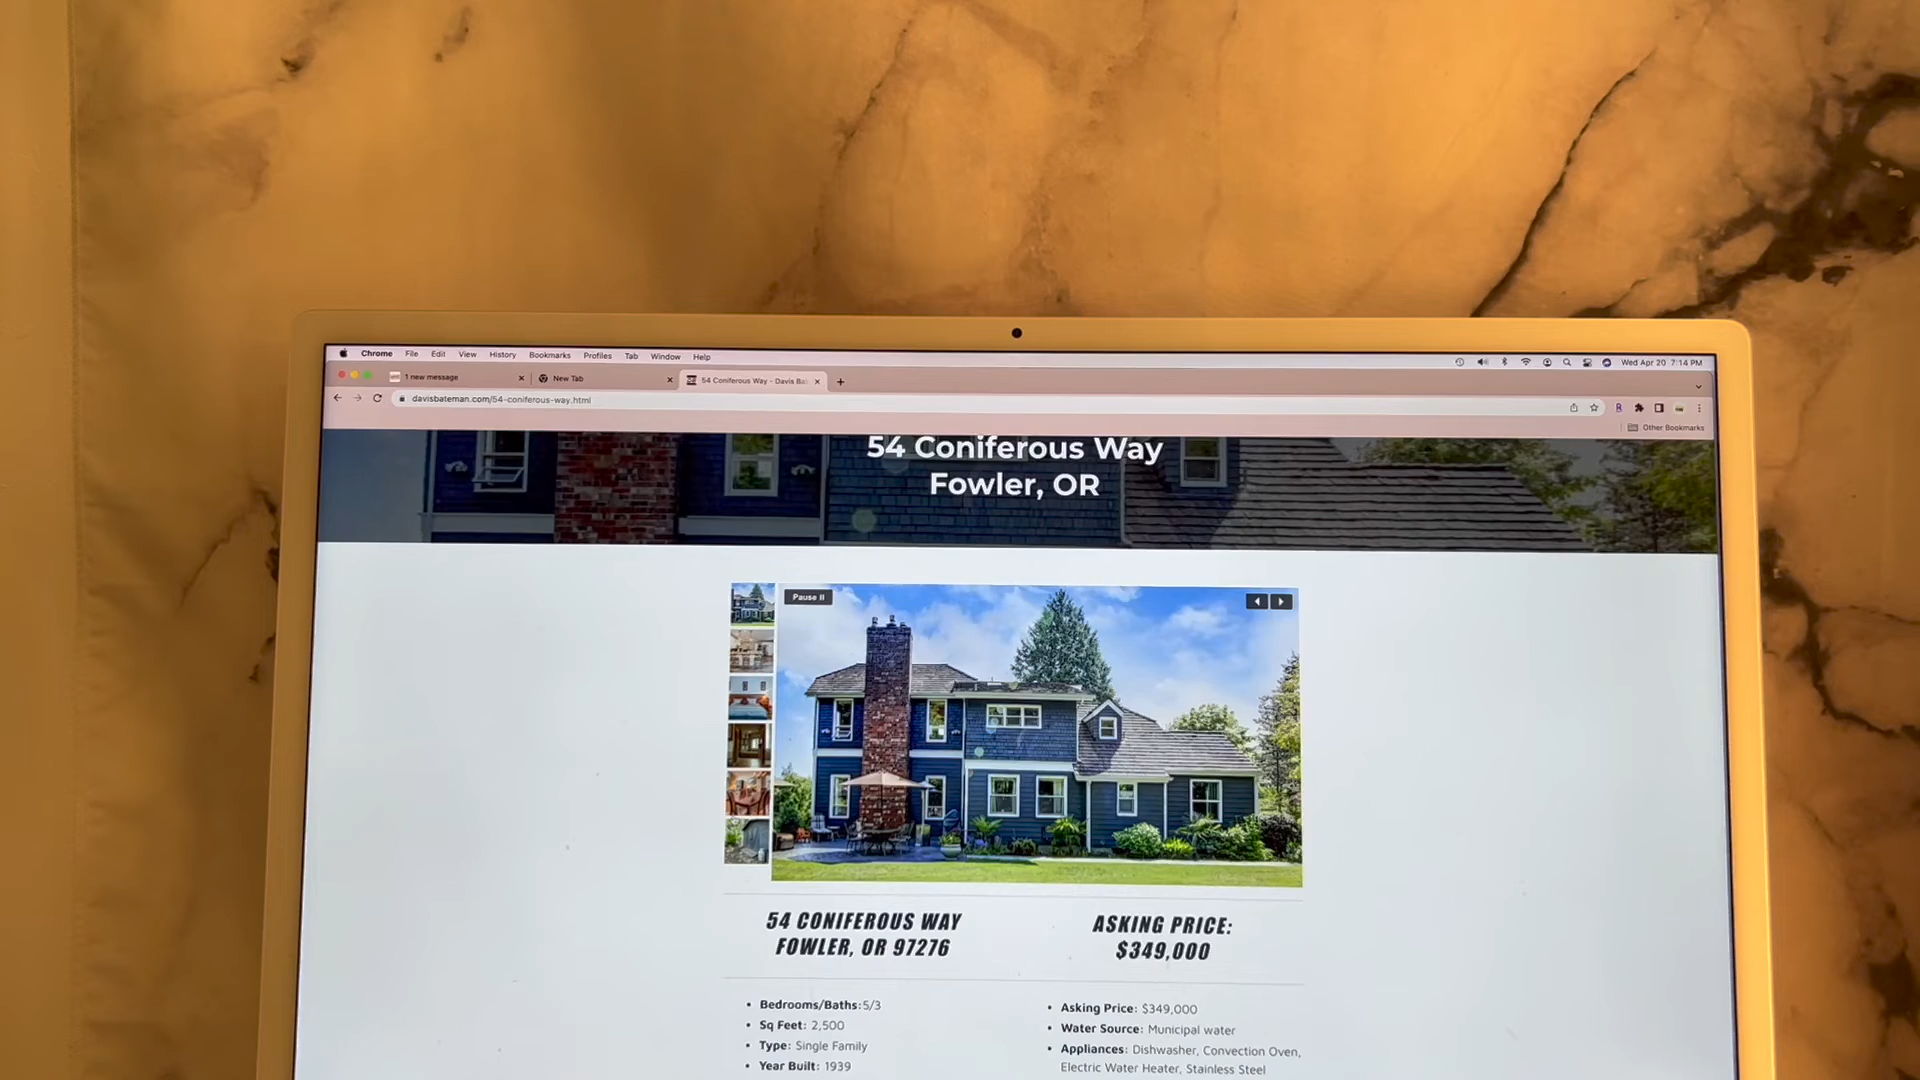 Chrome File Edit View History Bookmarks Profiles Tab Window Help
Wed Apr 20 7:14 PM
1 new message
New Tab
54 Coniferous Way - Davis Bat
davisbateman.com/54-coniferous-way.html
Other Bookmarks
54 Coniferous Way
Fowler, OR
Pause II
54 CONIFEROUS WAY
FOWLER, OR 97276
ASKING PRICE:
$349,000
• Bedrooms/Baths:5/3
• Sq Feet: 2,500
• Type: Single Family
• Year Built: 1939
• Asking Price: $349,000
• Water Source: Municipal water
• Appliances: Dishwasher, Convection Oven,
Electric Water Heater, Stainless Steel